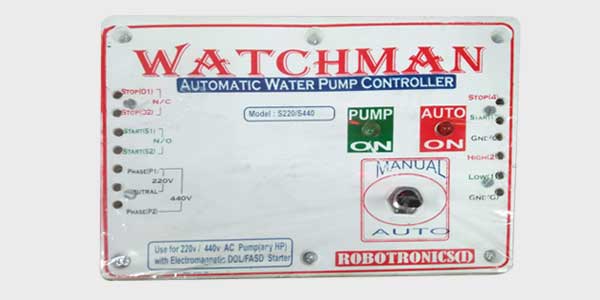 WATCHMAN
AUTOMATIC WATER PUMP CONTROLLER
Model : S220/S440
STOP(O1)
N/C
STOP(O2)
START(S1)
N/O
START(S2)
PHASE(P1)
220V
NEUTRAL
440V
PHASE(P2)
PUMP
ON
AUTO
ON
STOP(4)
START(
GND(
HIGH(2)
LOW(
GND(
MANUAL
AUTO
Use for 220v / 440v AC Pump(any HP)
with Electromamnatic DOL/FASD Starter
ROBOTRONICS(I)